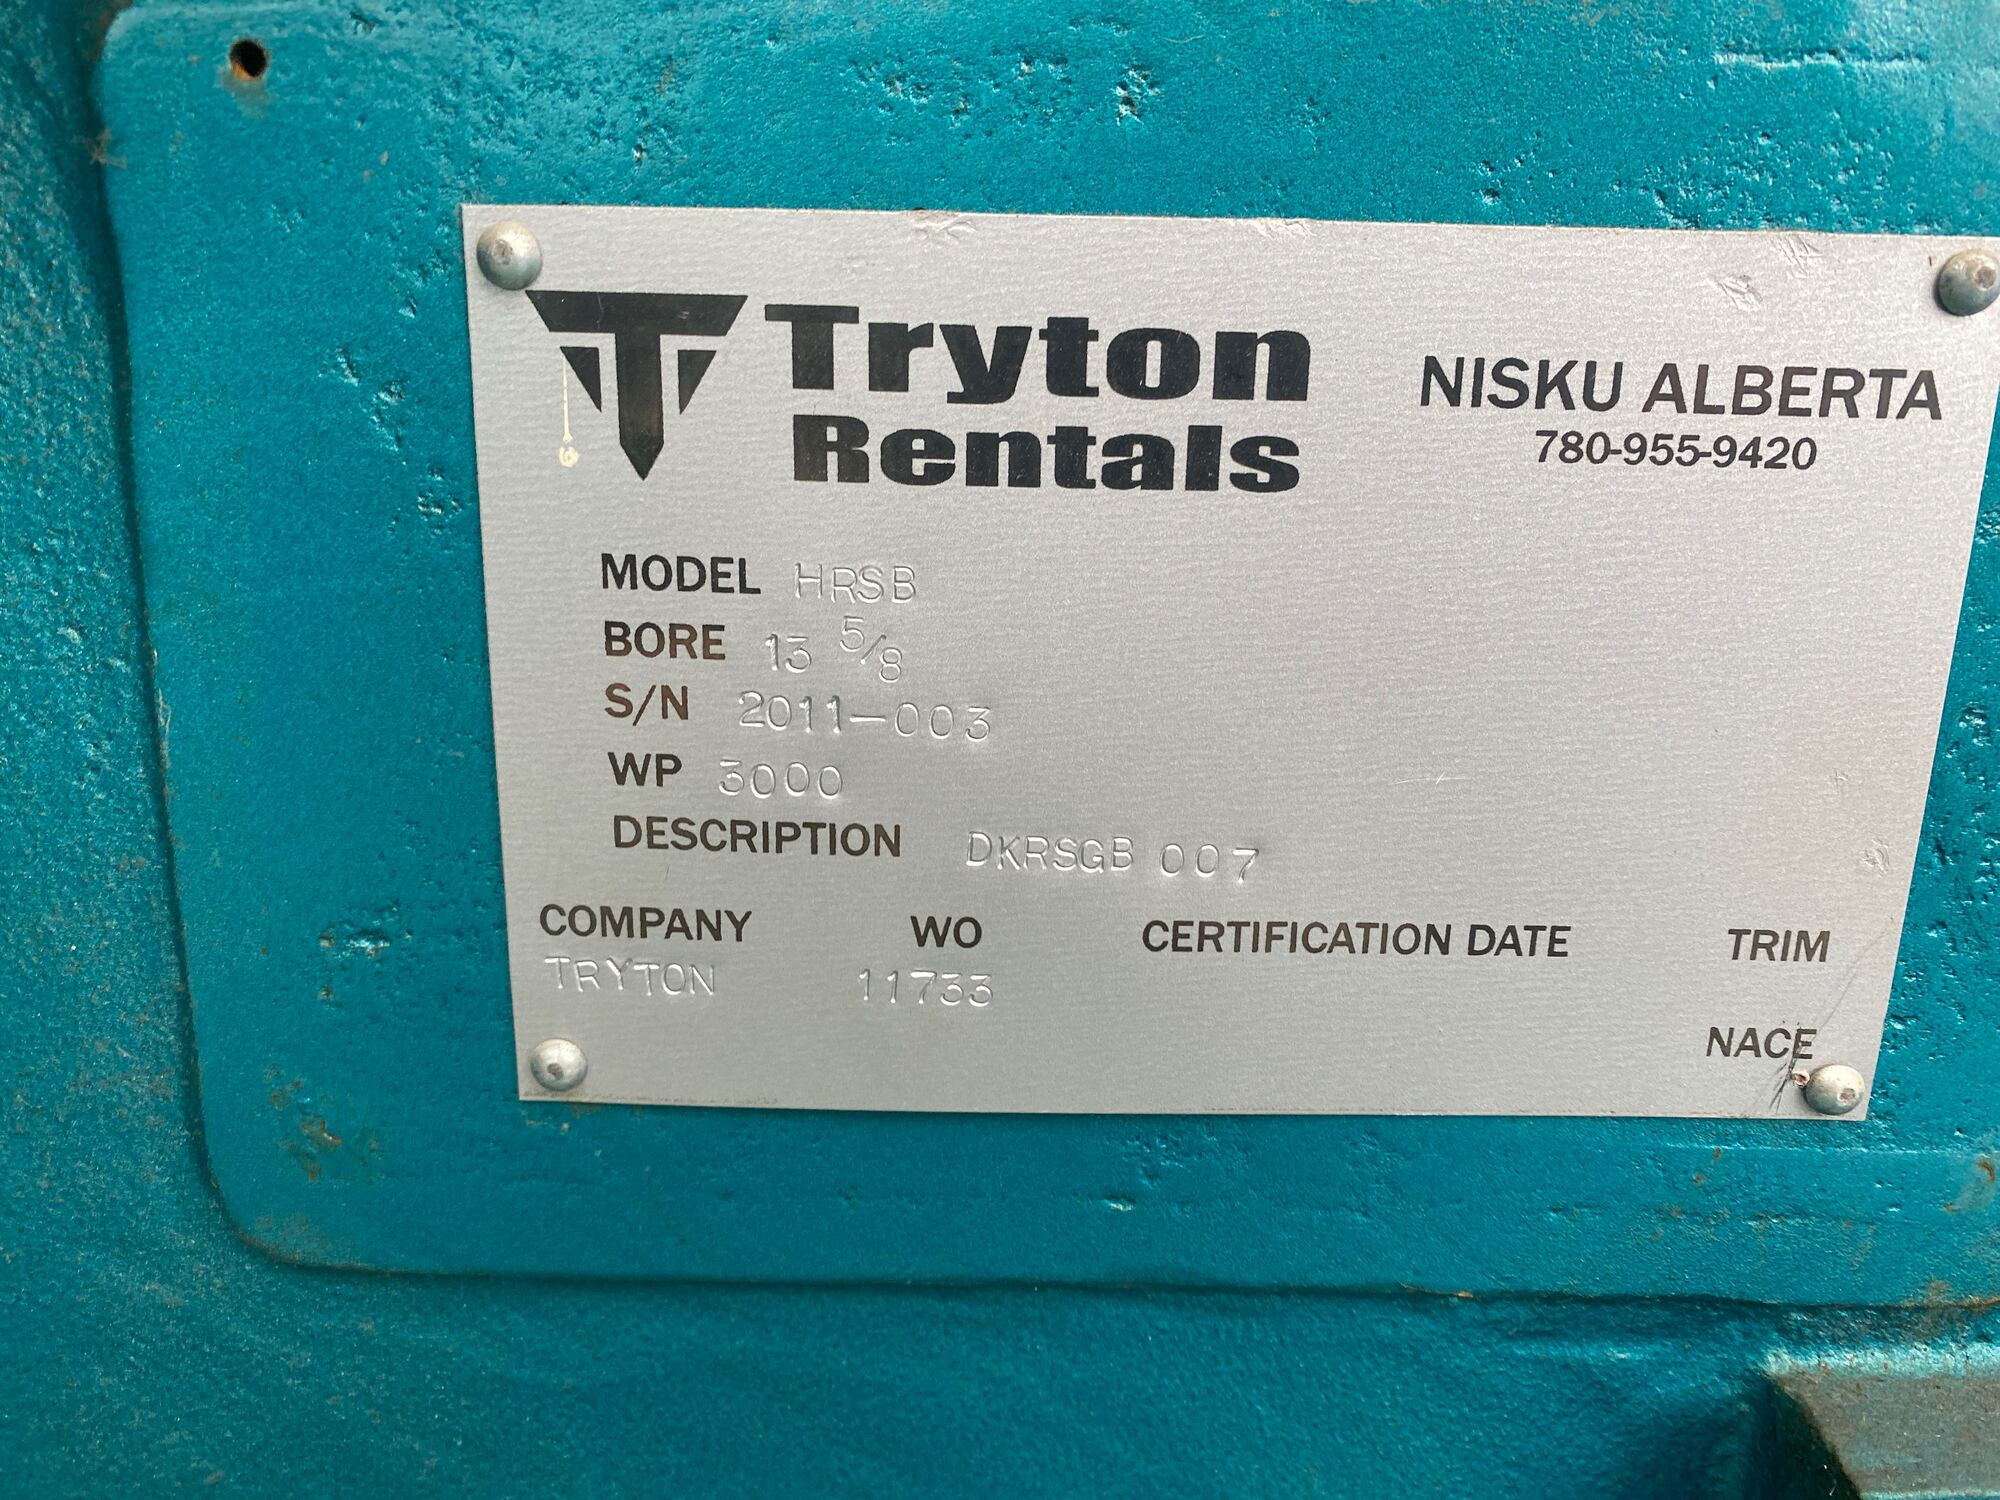 Tryton
Rentals
NISKU ALBERTA
780-955-9420
MODEL HRSB
BORE 13 5/8
S/N 2011-003
WP 3000
DESCRIPTION DKRSGB 007
COMPANY WO CERTIFICATION DATE TRIM
TRYTON 11733
NACE